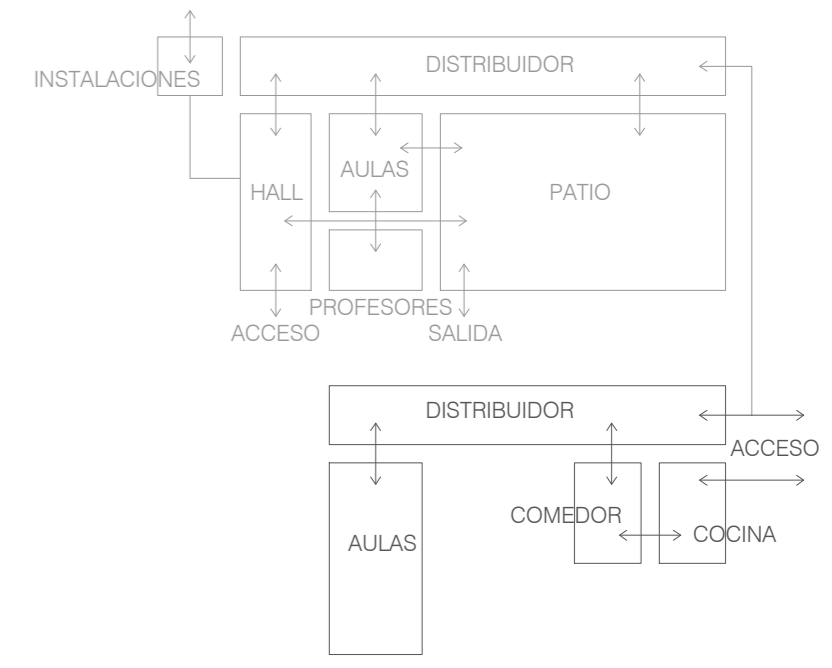 DISTRIBUIDOR
INSTALACIONES
AULAS
HALL
PATIO
PROFESORES
ACCESO
SALIDA
DISTRIBUIDOR
ACCESO
COMEDOR
COCINA
AULAS